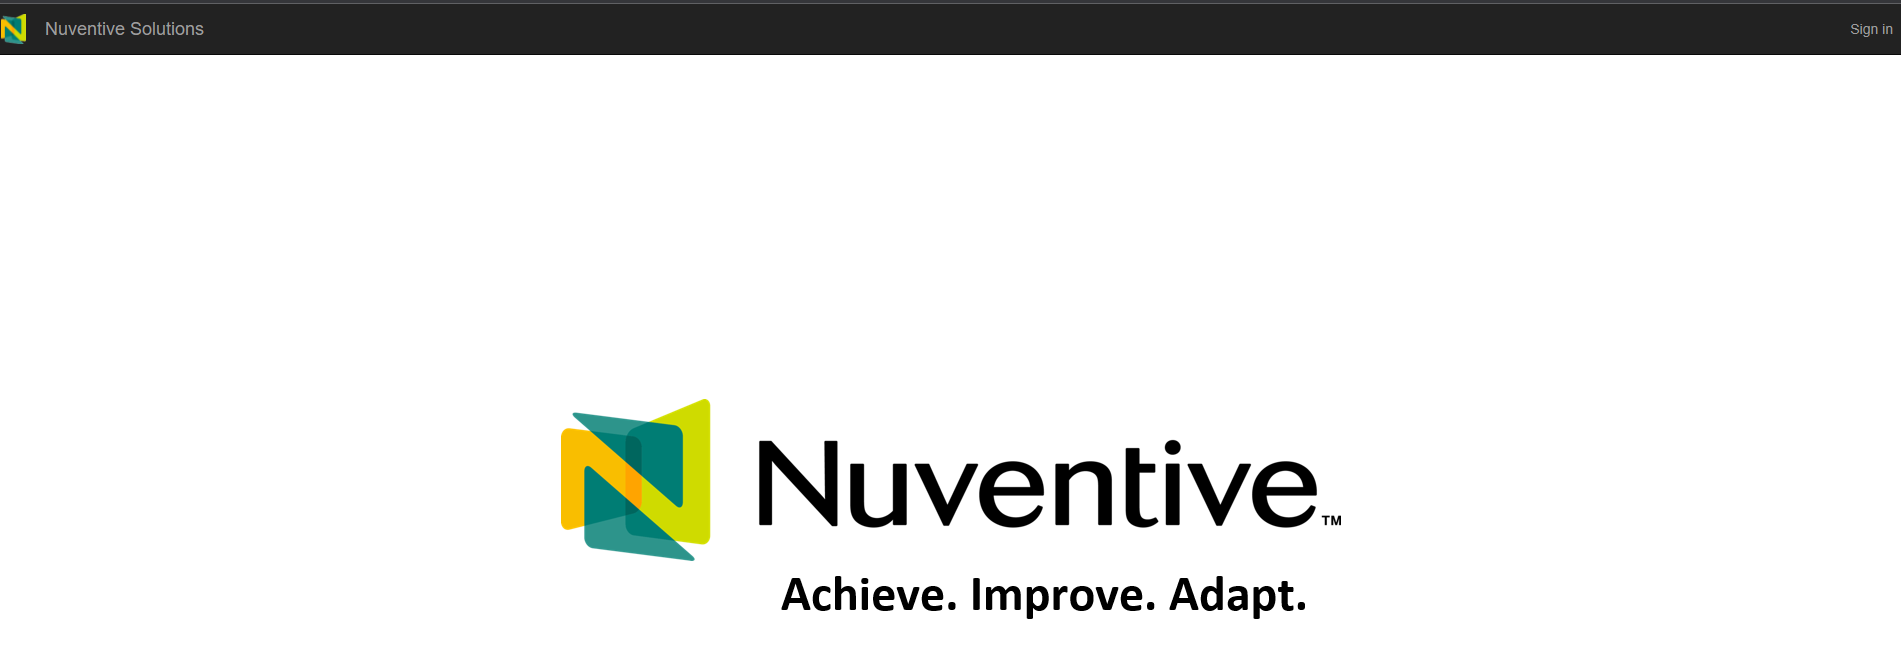 Nuventive Solutions
Sign in
Nuventive™
Achieve. Improve. Adapt.